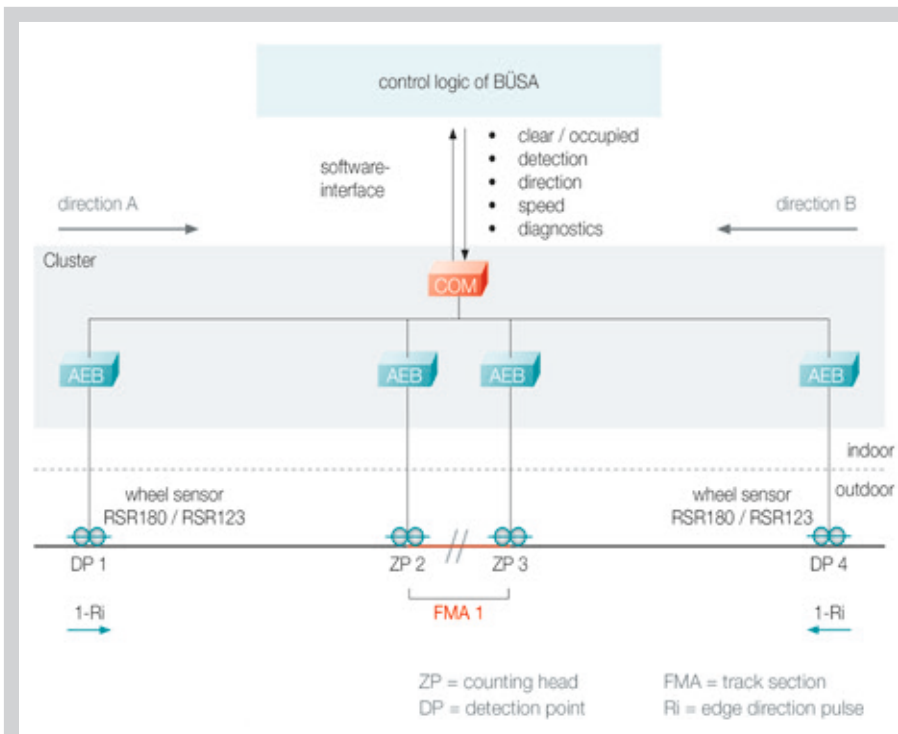 control logic of BÜSA
software-
interface
• clear / occupied
• detection
• direction
• speed
• diagnostics
direction A
direction B
Cluster
COM
AEB
AEB
AEB
AEB
indoor
outdoor
wheel sensor
RSR180 / RSR123
wheel sensor
RSR180 / RSR123
DP 1
ZP 2
ZP 3
DP 4
1-Ri
FMA 1
1-Ri
ZP = counting head
FMA = track section
DP = detection point
Ri = edge direction pulse